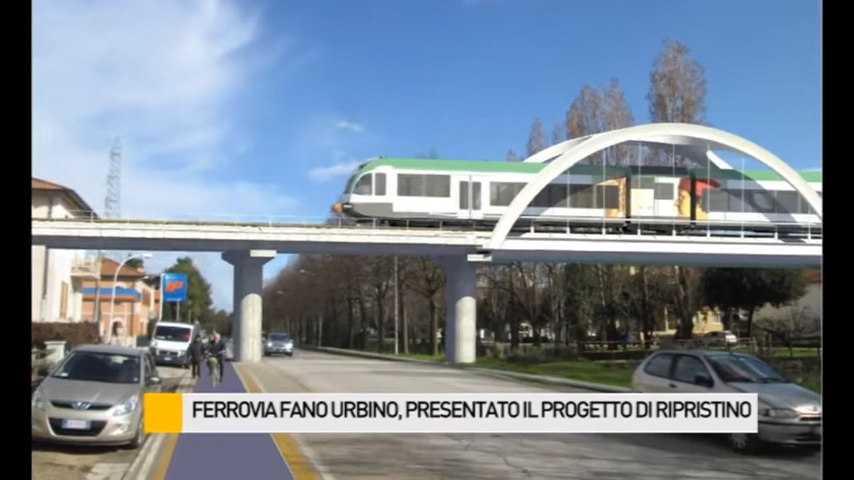 FERROVIA FANO URBINO, PRESENTATO IL PROGETTO DI RIPRISTINO